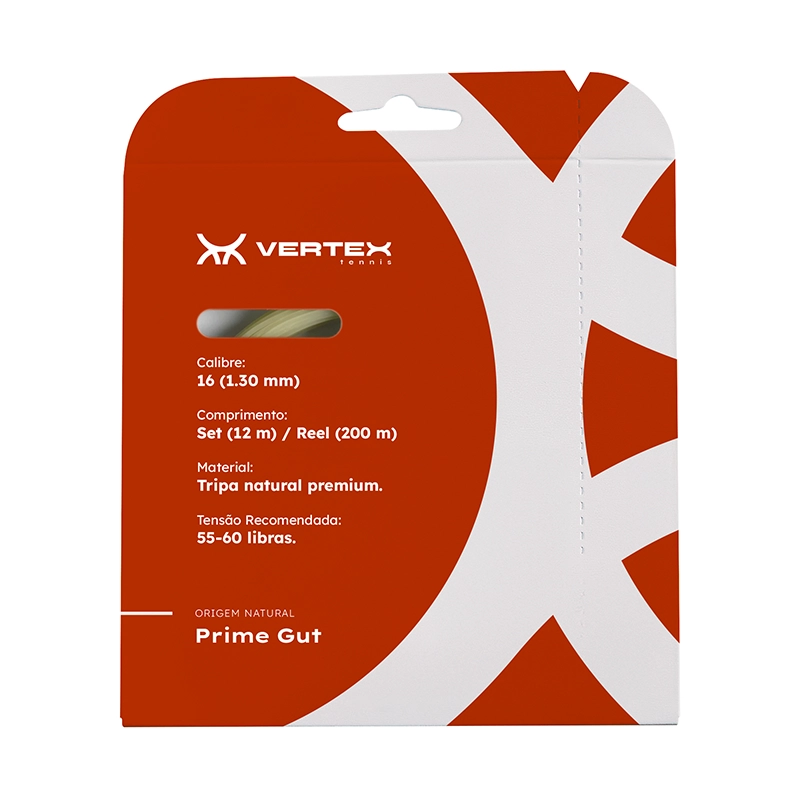 VERTEX
tennis
Calibre:
16 (1.30 mm)
Comprimento:
Set (12 m) / Reel (200 m)
Material:
Tripa natural premium.
Tensão Recomendada:
55-60 libras.
ORIGEM NATURAL
Prime Gut